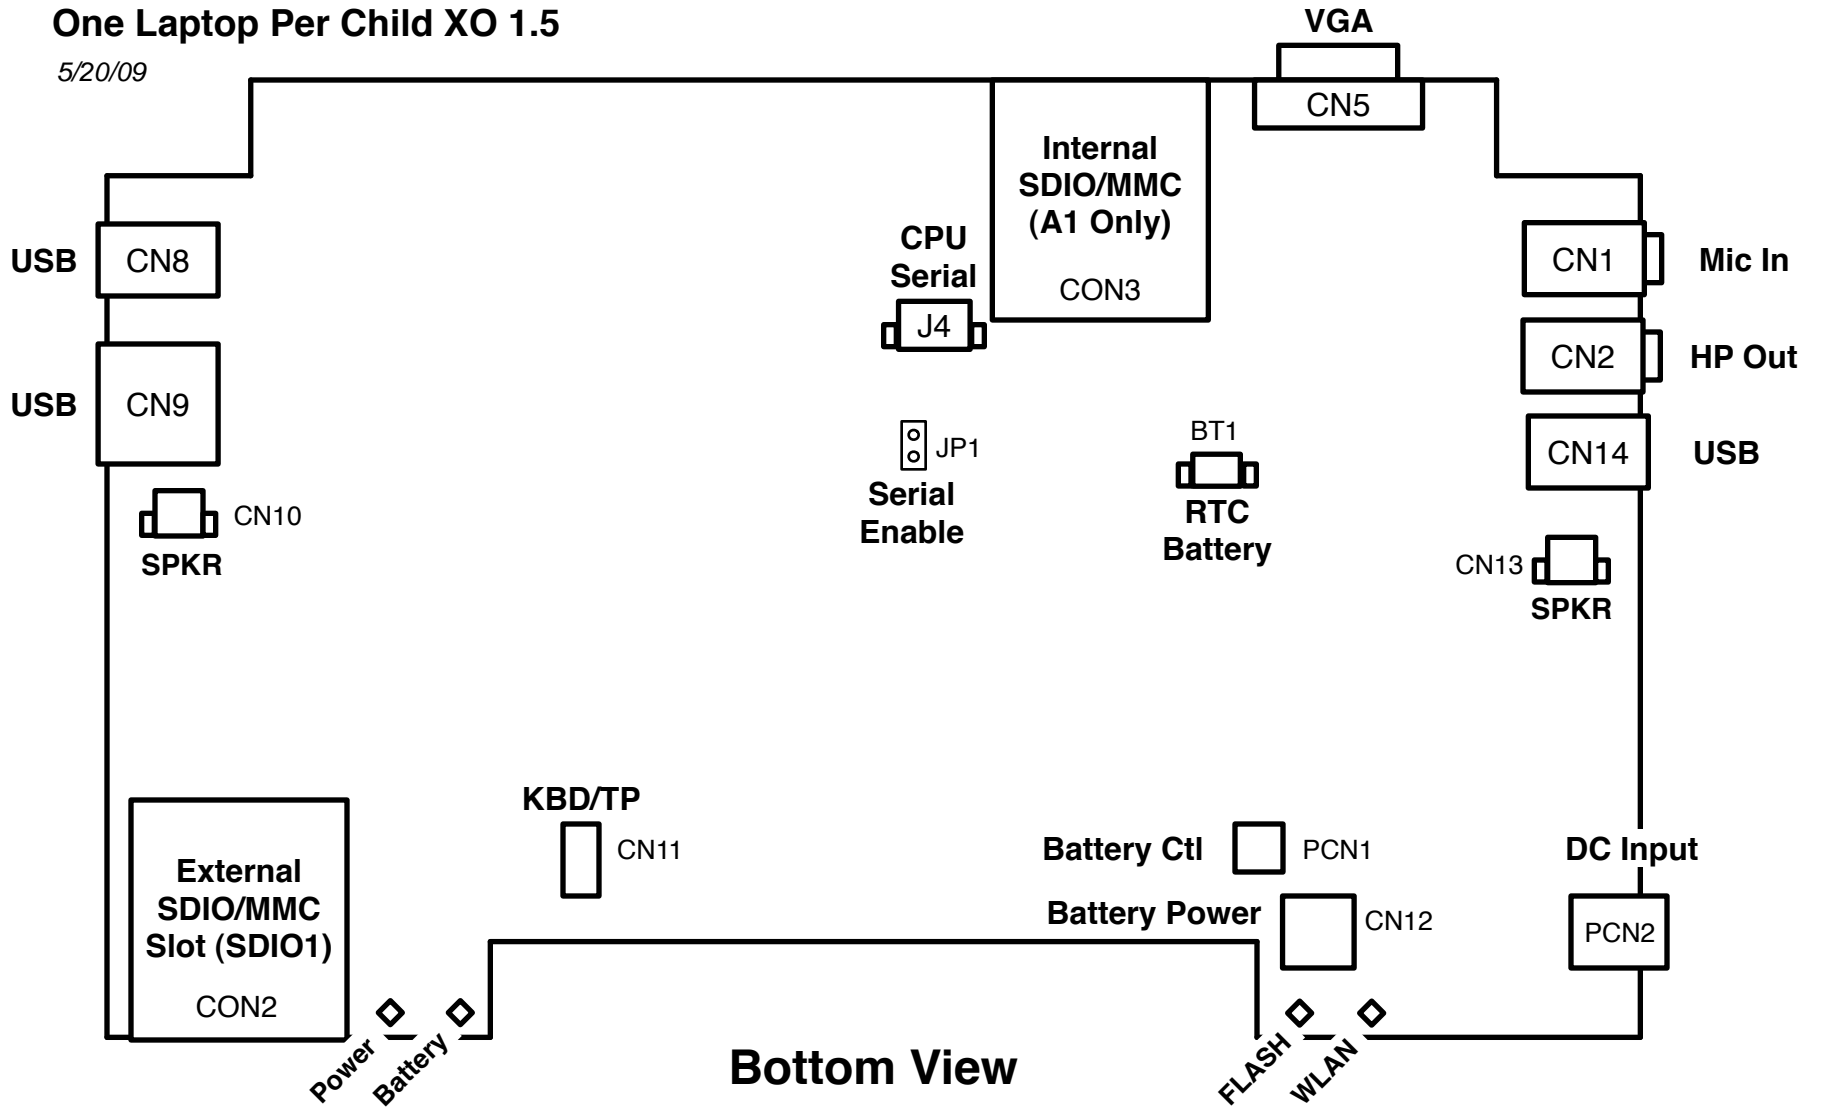 One Laptop Per Child XO 1.5
5/20/09
VGA
CN5
Internal
SDIO/MMC
(A1 Only)
CON3
CPU
Serial
J4
USB
CN8
CN1
Mic In
CN2
HP Out
USB
CN9
JP1
Serial
Enable
BT1
RTC
Battery
CN14
USB
CN10
SPKR
CN13
SPKR
KBD/TP
CN11
Battery Ctl
PCN1
DC Input
External
SDIO/MMC
Slot (SDIO1)
CON2
Battery Power
CN12
PCN2
Power
Battery
Bottom View
FLASH
WLAN